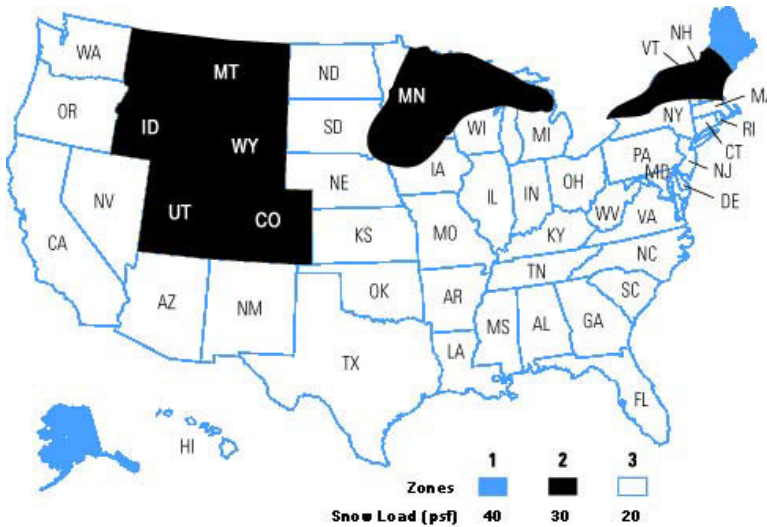 NH
VT
WA
MT
ND
MN
OR
ID
SD
WI
MI
NY
MA
RI
WY
CT
NV
NE
IA
PA
NJ
IL
IN
OH
MD
DE
UT
CO
CA
KS
MO
WV
VA
KY
NC
TN
AZ
NM
OK
AR
SC
MS
AL
GA
TX
LA
FL
HI
1 2 3
Zones
Snow Load (psf) 40 30 20